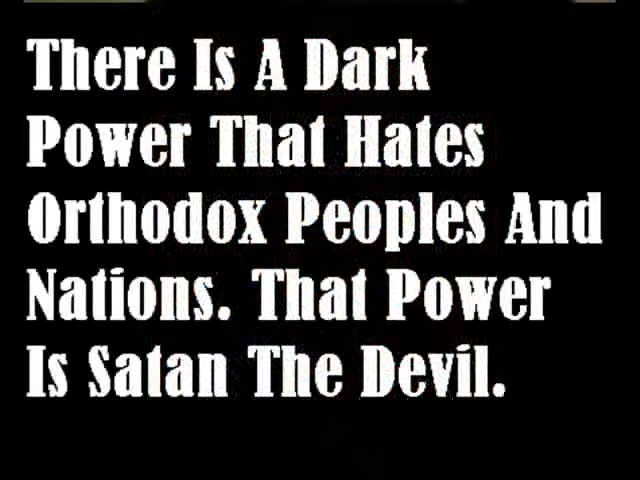 There Is A Dark
Power That Hates
Orthodox Peoples And
Nations. That Power
Is Satan The Devil.